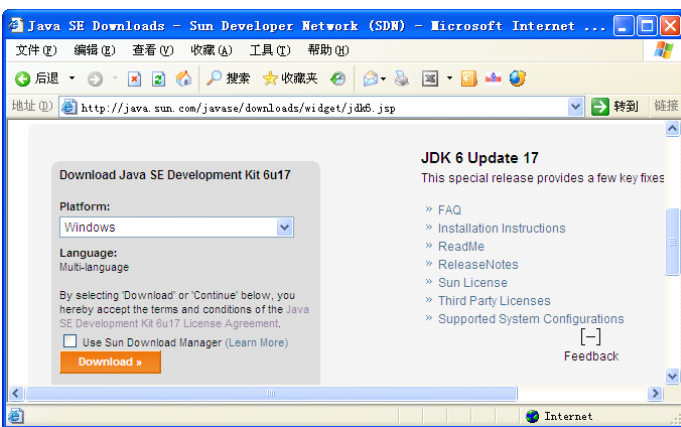 Java SE Downloads - Sun Developer Network (SDN) - Microsoft Internet ...
文件(F) 编辑(E) 查看(V) 收藏(A) 工具(T) 帮助(H)
后退 搜索 收藏夹
地址(D) http://java.sun.com/javase/downloads/widget/jdk6.jsp 转到 链接
Download Java SE Development Kit 6u17
Platform:
Windows
Language:
Multi-language
By selecting 'Download' or 'Continue' below, you
hereby accept the terms and conditions of the Java
SE Development Kit 6u17 License Agreement.
Use Sun Download Manager (Learn More)
Download »
JDK 6 Update 17
This special release provides a few key fixes
» FAQ
» Installation Instructions
» ReadMe
» ReleaseNotes
» Sun License
» Third Party Licenses
» Supported System Configurations
[–]
Feedback
Internet